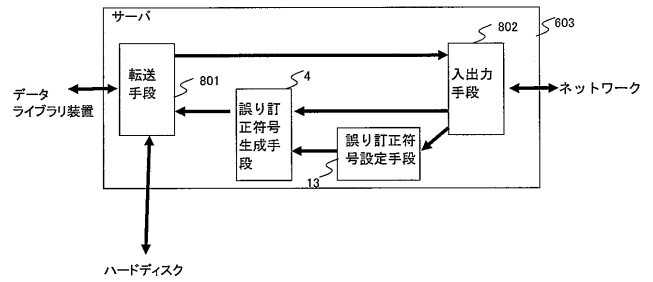 サーバ
802
603
転送
手段
801
4
入出力
手段
データ
ライブラリ装置
ネットワーク
誤り訂
正符号
生成手
段
誤り訂正符
号設定手段
13
ハードディスク